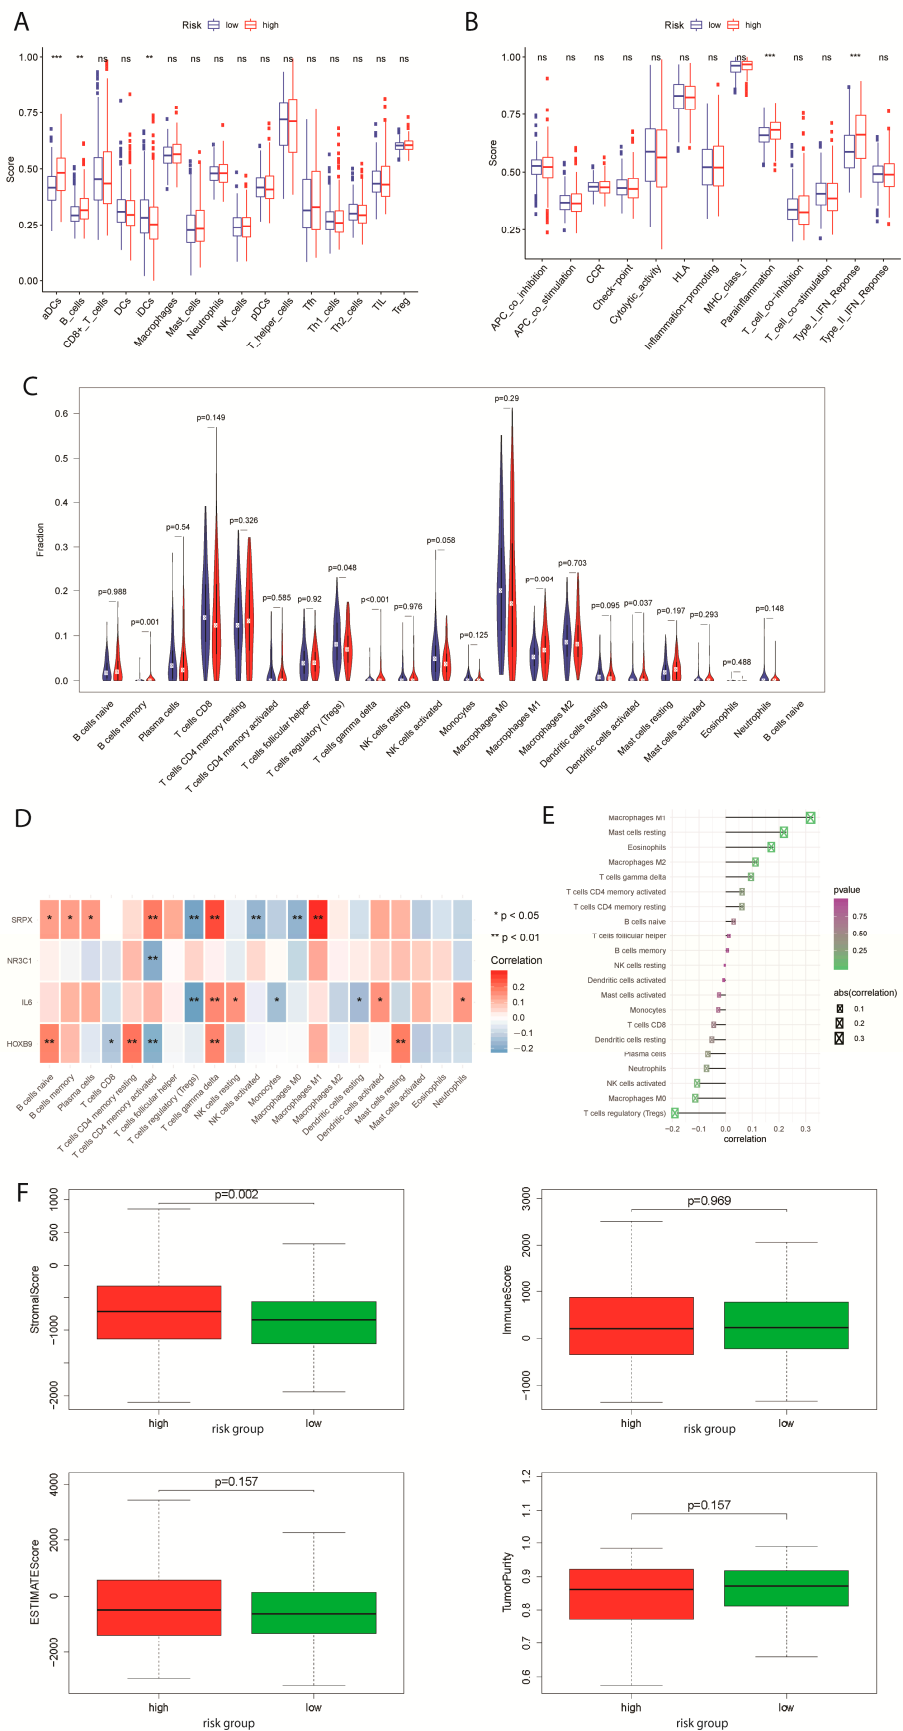 A
Risk low high
*** ** ns ns ** ns ns ns ns ns ns ns ns ns ns ns
Score
1.00
0.75
0.50
0.25
0.00
aDCs
B_cells
CD8+_T_cells
DCs
iDCs
Macrophages
Mast_cells
Neutrophils
NK_cells
pDCs
T_helper_cells
Tfh
Th1_cells
Th2_cells
TIL
Treg
B
Risk low high
ns ns ns ns ns ns ns ns *** ns ns *** ns
Score
1.00
0.75
0.50
0.25
APC_co_inhibition
APC_co_stimulation
CCR
Check-point
Cytolytic_activity
HLA
Inflammation-promoting
MHC_class_I
Parainflammation
T_cell_co-inhibition
T_cell_co-stimulation
Type_I_IFN_Reponse
Type_II_IFN_Reponse
C
Fraction
0.6
0.5
0.4
0.3
0.2
0.1
0.0
p=0.988
p=0.001
p=0.54
p=0.149
p=0.326
p=0.585
p=0.92
p=0.048
p<0.001
p=0.976
p=0.058
p=0.125
p=0.29
p=0.004
p=0.703
p=0.095
p=0.037
p=0.197
p=0.293
p=0.488
p=0.148
B cells naive
B cells memory
Plasma cells
T cells CD8
T cells CD4 memory resting
T cells CD4 memory activated
T cells follicular helper
T cells regulatory (Tregs)
T cells gamma delta
NK cells resting
NK cells activated
Monocytes
Macrophages M0
Macrophages M1
Macrophages M2
Dendritic cells resting
Dendritic cells activated
Mast cells resting
Mast cells activated
Eosinophils
Neutrophils
B cells naive
D
SRPX * * * ** ** ** ** ** **
NR3C1 **
IL6 ** ** * * * * *
HOXB9 ** * ** ** ** **
B cells naive
B cells memory
Plasma cells
T cells CD8
T cells CD4 memory resting
T cells CD4 memory activated
T cells follicular helper
T cells regulatory (Tregs)
T cells gamma delta
NK cells resting
NK cells activated
Monocytes
Macrophages M0
Macrophages M1
Macrophages M2
Dendritic cells resting
Dendritic cells activated
Mast cells resting
Mast cells activated
Eosinophils
Neutrophils
* p < 0.05
** p < 0.01
Correlation
0.2
0.1
0.0
−0.1
−0.2
E
Macrophages M1
Mast cells resting
Eosinophils
Macrophages M2
T cells gamma delta
T cells CD4 memory activated
T cells CD4 memory resting
B cells naive
T cells follicular helper
B cells memory
NK cells resting
Dendritic cells activated
Mast cells activated
Monocytes
T cells CD8
Dendritic cells resting
Plasma cells
Neutrophils
NK cells activated
Macrophages M0
T cells regulatory (Tregs)
−0.2 −0.1 0.0 0.1 0.2 0.3
correlation
pvalue
0.75
0.50
0.25
abs(correlation)
0.1
0.2
0.3
F
p=0.002
StromalScore
1000
500
0
−1000
−2000
high low
risk group
p=0.969
ImmuneScore
3000
2000
1000
0
−1000
high low
risk group
p=0.157
ESTIMATEScore
4000
2000
0
−2000
high low
risk group
p=0.157
TumorPurity
1.2
1.1
1.0
0.9
0.8
0.7
0.6
high low
risk group